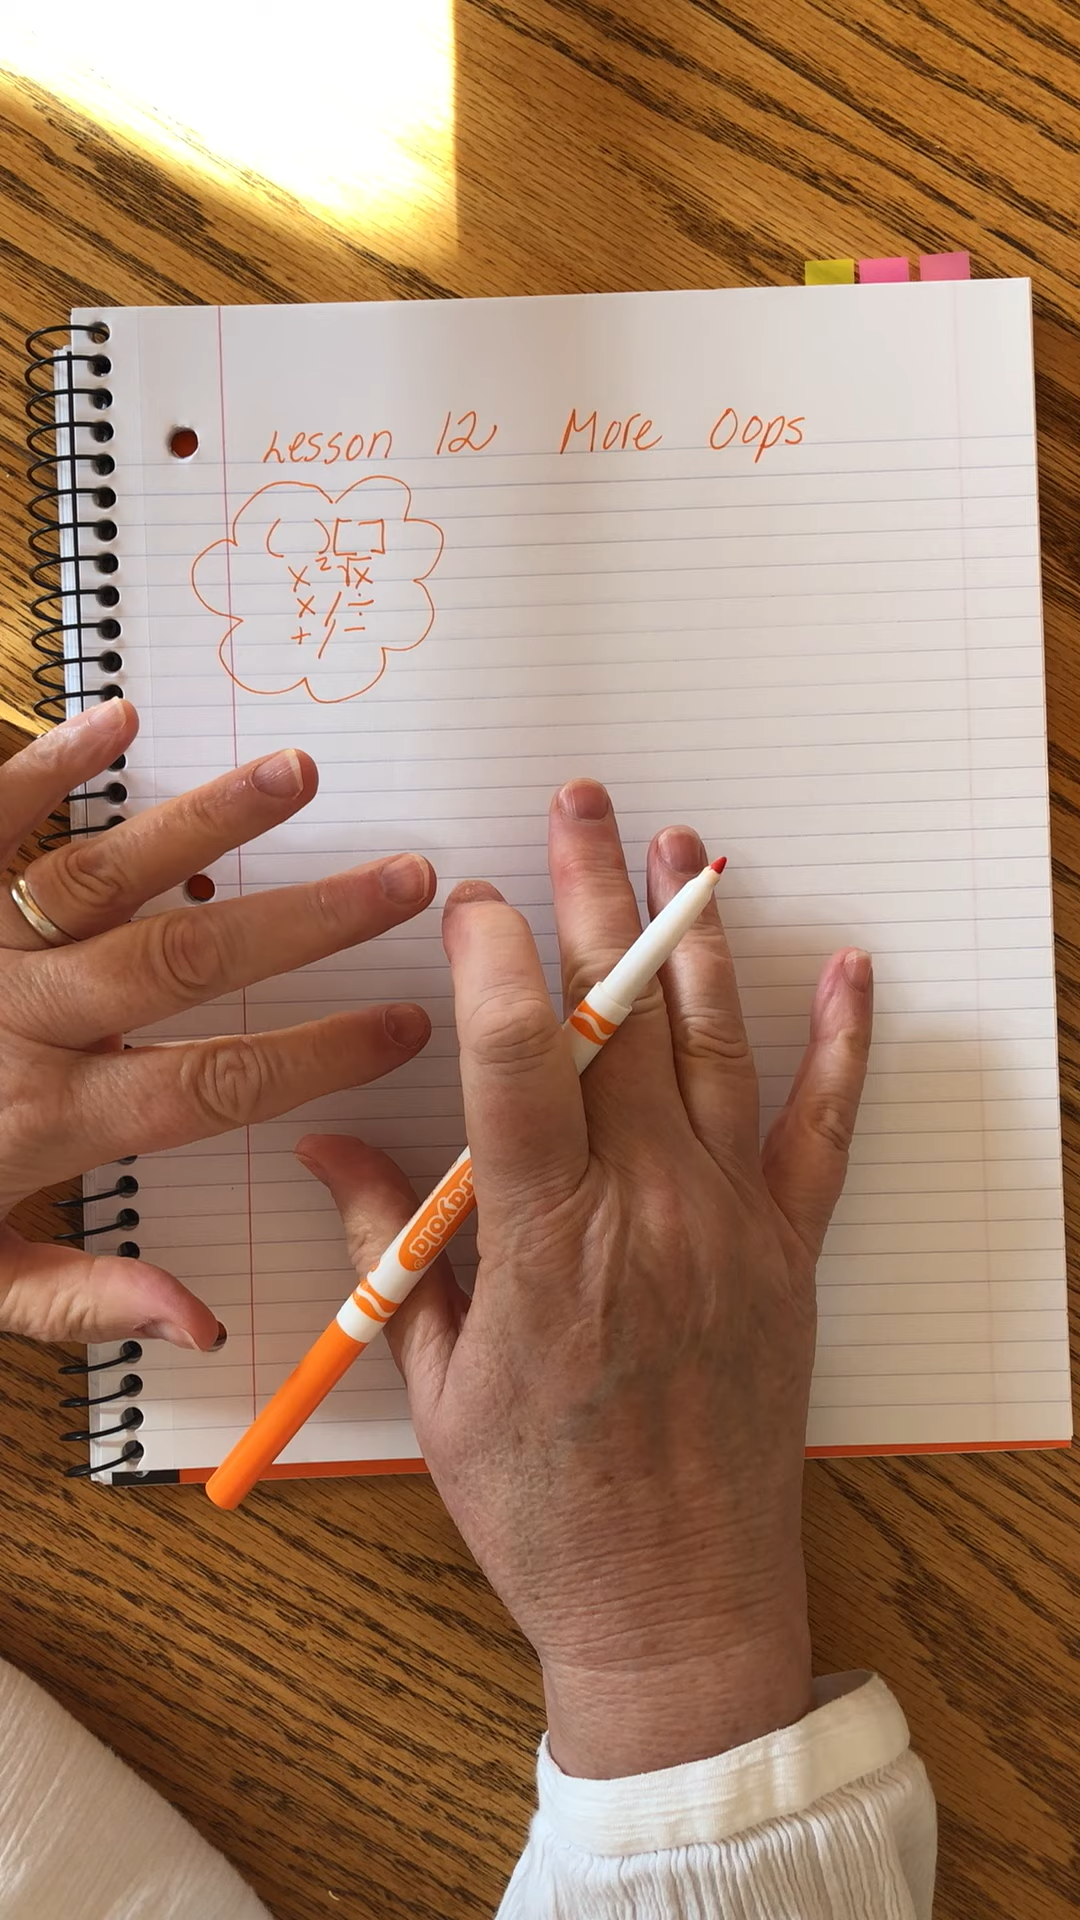 Lesson 12 More Oops
( ) [ ]
x² √x
x / ÷
+ / −
crayola